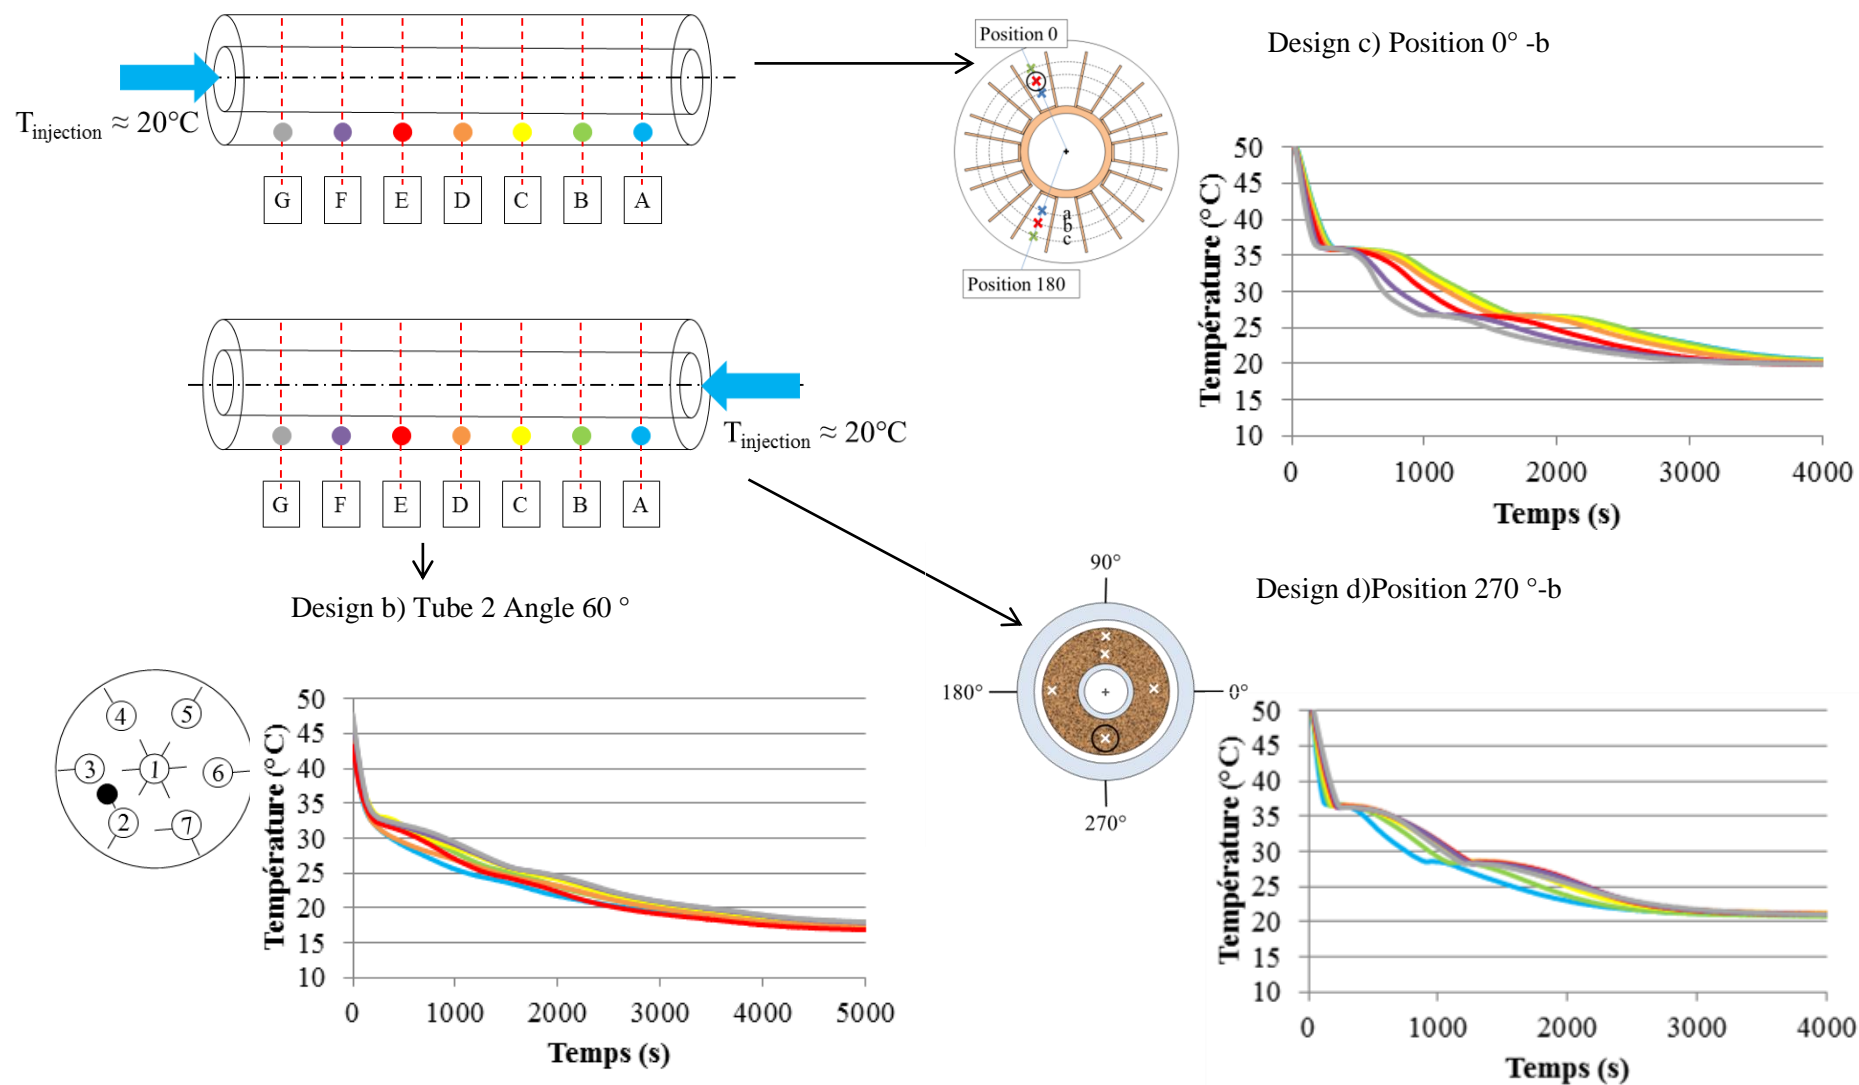 T_injection ≈ 20°C
G F E D C B A
Position 0
a
b
c
Position 180
Design c) Position 0° -b
Température (°C)
50
45
40
35
30
25
20
15
10
0 1000 2000 3000 4000
Temps (s)
T_injection ≈ 20°C
G F E D C B A
Design b) Tube 2 Angle 60 °
4 5
3 1 6
2 7
Température (°C)
50
45
40
35
30
25
20
15
10
0 1000 2000 3000 4000 5000
Temps (s)
90°
180° 0°
270°
Design d)Position 270 °-b
Température (°C)
50
45
40
35
30
25
20
15
10
0 1000 2000 3000 4000
Temps (s)